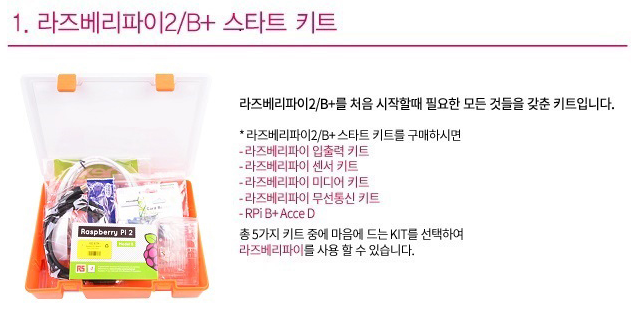 1. 라즈베리파이2/B+ 스타트 키트
라즈베리파이2/B+를 처음 시작할때 필요한 모든 것들을 갖춘 키트입니다.
* 라즈베리파이2/B+ 스타트 키트를 구매하시면
- 라즈베리파이 입출력 키트
- 라즈베리파이 센서 키트
- 라즈베리파이 미디어 키트
- 라즈베리파이 무선통신 키트
- RPi B+ Acce D
총 5가지 키트 중에 마음에 드는 KIT를 선택하여
라즈베리파이를 사용 할 수 있습니다.
Raspberry Pi 2
RS